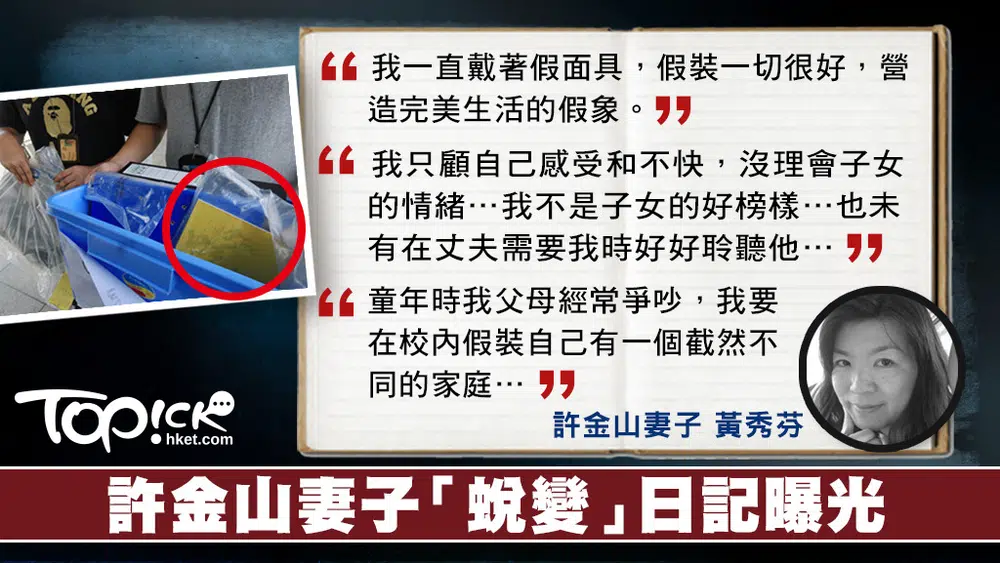 我一直戴著假面具，假裝一切很好，營
造完美生活的假象。
我只顧自己感受和不快，沒理會子女
的情緒…我不是子女的好榜樣…也未
有在丈夫需要我時好好聆聽他…
童年時我父母經常爭吵，我要
在校內假裝自己有一個截然不
同的家庭…
許金山妻子 黃秀芬
TOPICK
hket.com
許金山妻子「蛻變」日記曝光